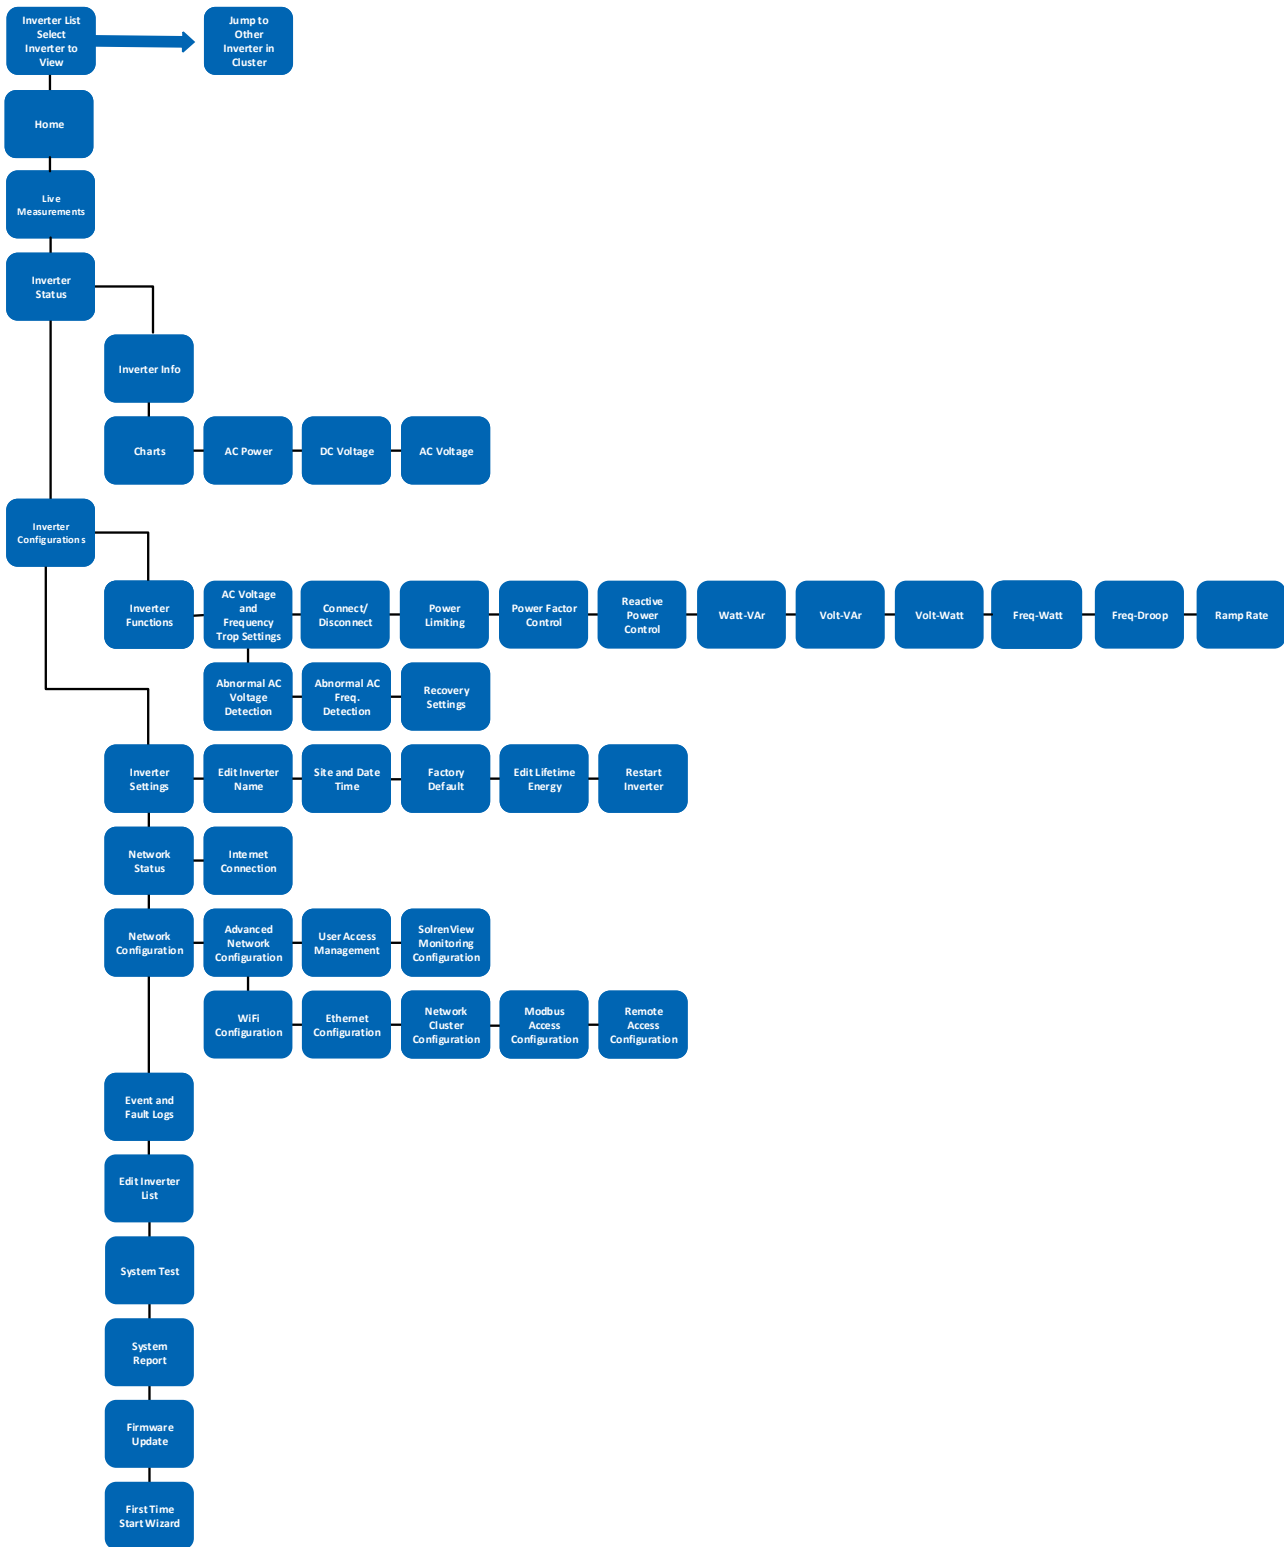 Inverter List
Select
Inverter to
View
Jump to
Other
Inverter in
Cluster
Home
Live
Measurements
Inverter
Status
Inverter Info
Charts
AC Power
DC Voltage
AC Voltage
Inverter
Configurations
Inverter
Functions
AC Voltage
and
Frequency
Trop Settings
Connect/
Disconnect
Power
Limiting
Power Factor
Control
Reactive
Power
Control
Watt-VAr
Volt-VAr
Volt-Watt
Freq-Watt
Freq-Droop
Ramp Rate
Abnormal AC
Voltage
Detection
Abnormal AC
Freq.
Detection
Recovery
Settings
Inverter
Settings
Edit Inverter
Name
Site and Date
Time
Factory
Default
Edit Lifetime
Energy
Restart
Inverter
Network
Status
Internet
Connection
Network
Configuration
Advanced
Network
Configuration
User Access
Management
SolrenView
Monitoring
Configuration
WiFi
Configuration
Ethernet
Configuration
Network
Cluster
Configuration
Modbus
Access
Configuration
Remote
Access
Configuration
Event and
Fault Logs
Edit Inverter
List
System Test
System
Report
Firmware
Update
First Time
Start Wizard